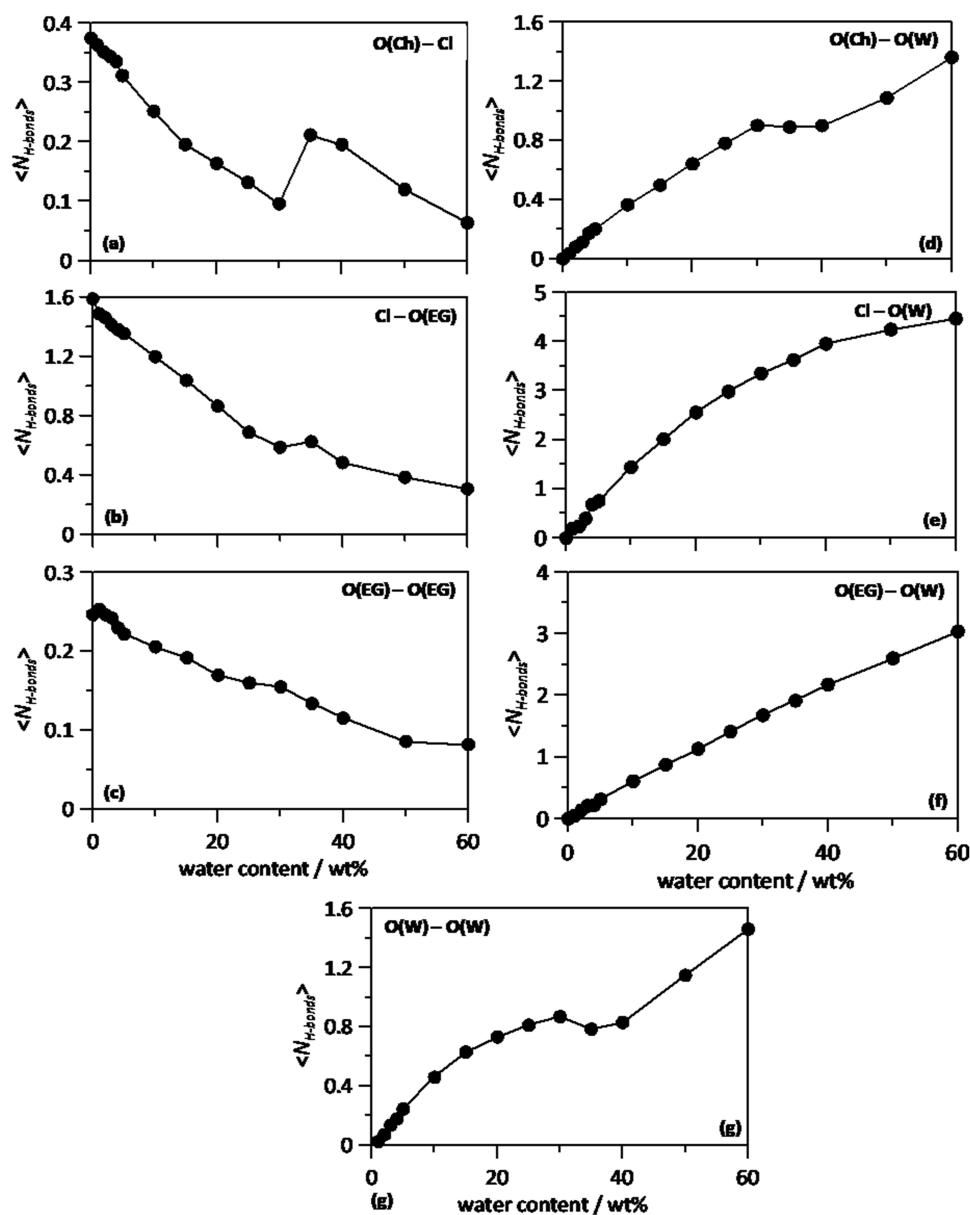 0.4
O(Ch) – Cl
0.3
0.2
0.1
0
<N_H-bonds>
(a)
1.6
O(Ch) – O(W)
1.2
0.8
0.4
0
<N_H-bonds>
(d)
1.6
Cl – O(EG)
1.2
0.8
0.4
0
<N_H-bonds>
(b)
5
Cl – O(W)
4
3
2
1
0
<N_H-bonds>
(e)
0.3
O(EG) – O(EG)
0.2
0.1
0
<N_H-bonds>
(c)
0 20 40 60
water content / wt%
4
O(EG) – O(W)
3
2
1
0
<N_H-bonds>
(f)
0 20 40 60
water content / wt%
1.6
O(W) – O(W)
1.2
0.8
0.4
0
<N_H-bonds>
(g)
0 20 40 60
(g)
water content / wt%